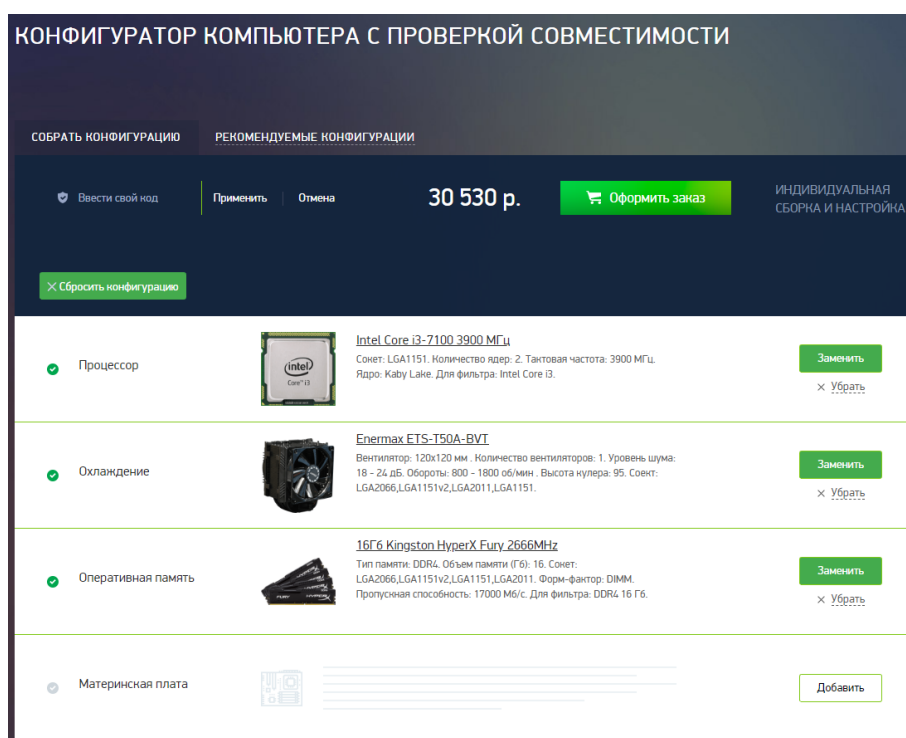 КОНФИГУРАТОР КОМПЬЮТЕРА С ПРОВЕРКОЙ СОВМЕСТИМОСТИ
СОБРАТЬ КОНФИГУРАЦИЮ
РЕКОМЕНДУЕМЫЕ КОНФИГУРАЦИИ
Ввести свой код
Применить
Отмена
30 530 р.
Оформить заказ
ИНДИВИДУАЛЬНАЯ
СБОРКА И НАСТРОЙКА
Сбросить конфигурацию
Процессор
intel
Core i3
Intel Core i3-7100 3900 МГц
Сокет: LGA1151. Количество ядер: 2. Тактовая частота: 3900 МГц.
Ядро: Kaby Lake. Для фильтра: Intel Core i3.
Заменить
Убрать
Охлаждение
Enermax ETS-T50A-BVT
Вентилятор: 120x120 мм . Количество вентиляторов: 1. Уровень шума:
18 - 24 дБ. Обороты: 800 - 1800 об/мин . Высота кулера: 95. Соект:
LGA2066,LGA1151v2,LGA2011,LGA1151.
Заменить
Убрать
Оперативная память
FURY
16Гб Kingston HyperX Fury 2666MHz
Тип памяти: DDR4. Объем памяти (Гб): 16. Сокет:
LGA2066,LGA1151v2,LGA1151,LGA2011. Форм-фактор: DIMM.
Пропускная способность: 17000 Мб/с. Для фильтра: DDR4 16 Гб.
Заменить
Убрать
Материнская плата
Добавить